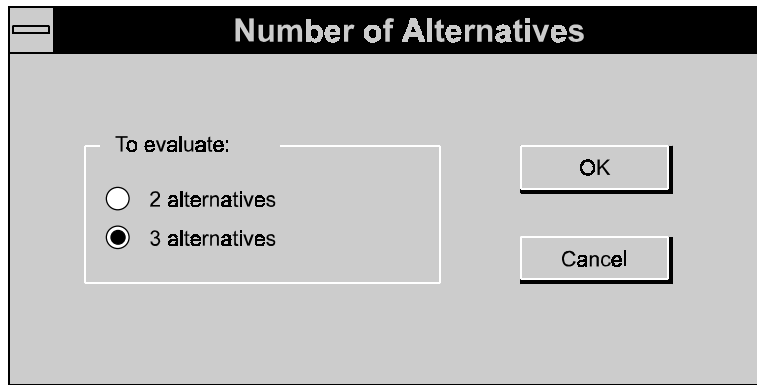 Number of Alternatives
To evaluate:
2 alternatives
3 alternatives
OK
Cancel